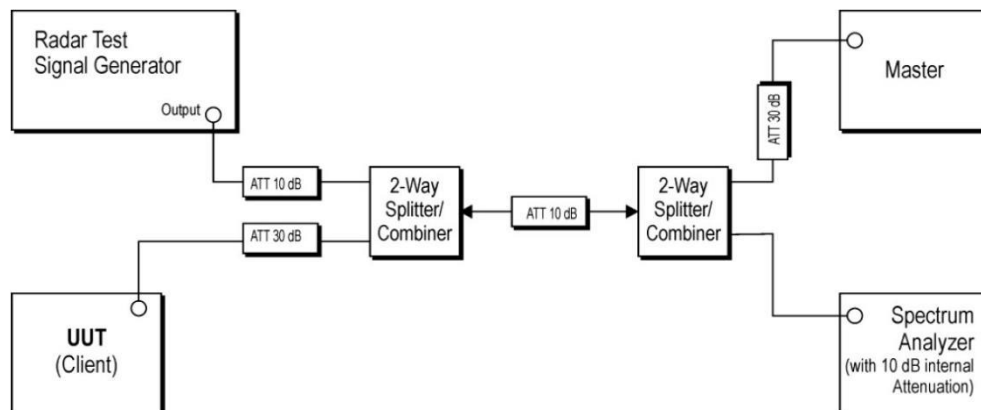 Radar Test
Signal Generator
Output
ATT 10 dB
ATT 30 dB
2-Way
Splitter/
Combiner
ATT 10 dB
2-Way
Splitter/
Combiner
ATT 30 dB
Master
UUT
(Client)
Spectrum
Analyzer
(with 10 dB internal
Attenuation)